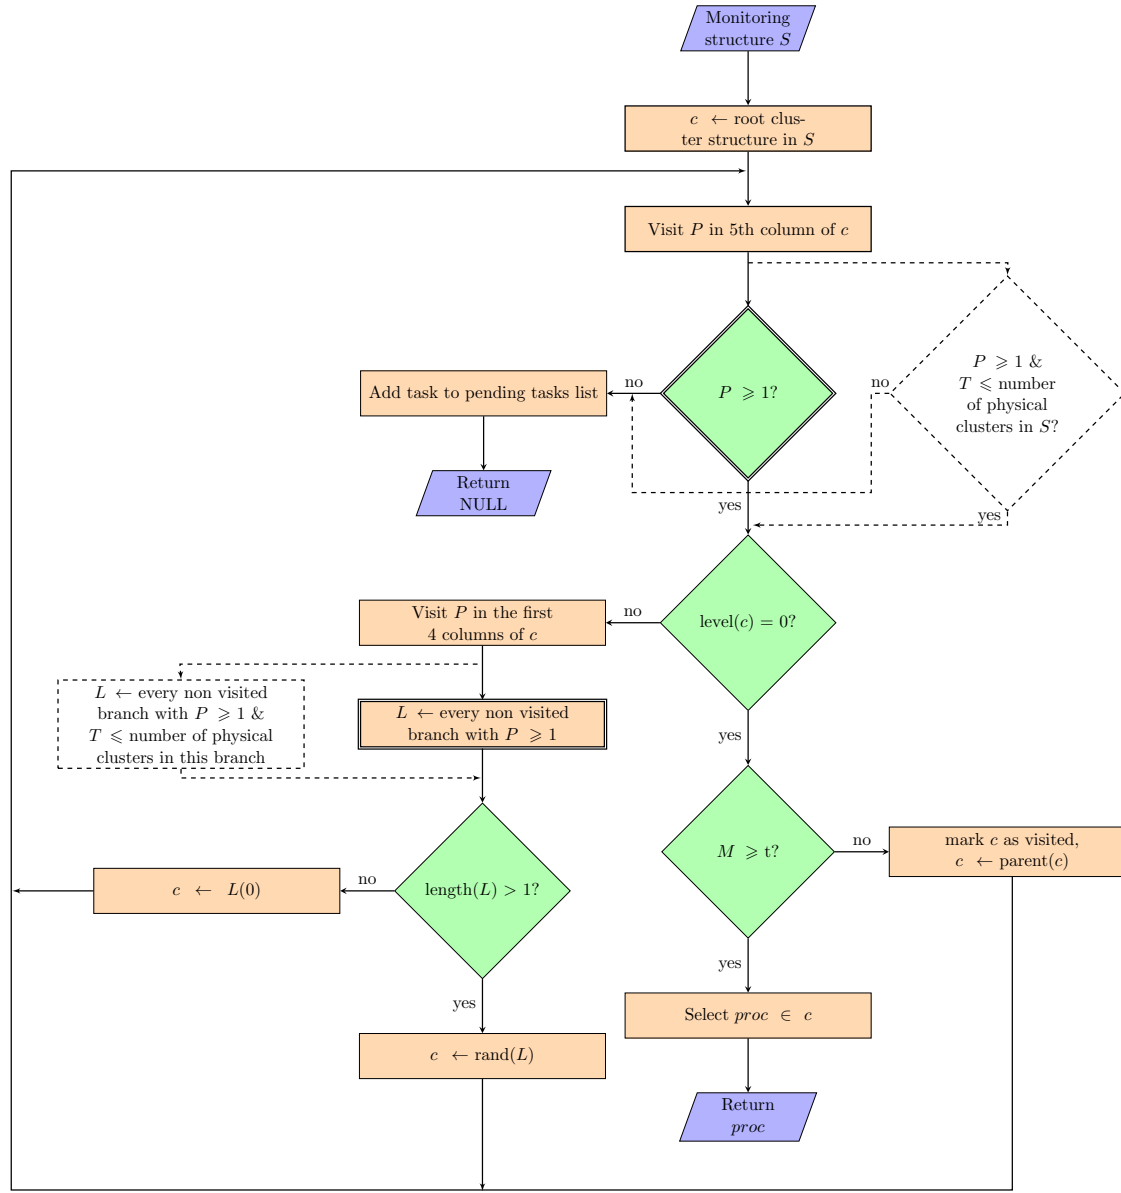 Monitoring
structure S
c ← root clus-
ter structure in S
Visit P in 5th column of c
P ⩾ 1?
no
Add task to pending tasks list
Return
NULL
P ⩾ 1 &
T ⩽ number
of physical
clusters in S?
no
yes
yes
level(c) = 0?
no
Visit P in the first
4 columns of c
L ← every non visited
branch with P ⩾ 1 &
T ⩽ number of physical
clusters in this branch
L ← every non visited
branch with P ⩾ 1
yes
M ⩾ t?
no
mark c as visited,
c ← parent(c)
length(L) > 1?
no
c ← L(0)
yes
yes
c ← rand(L)
Select proc ∈ c
Return
proc